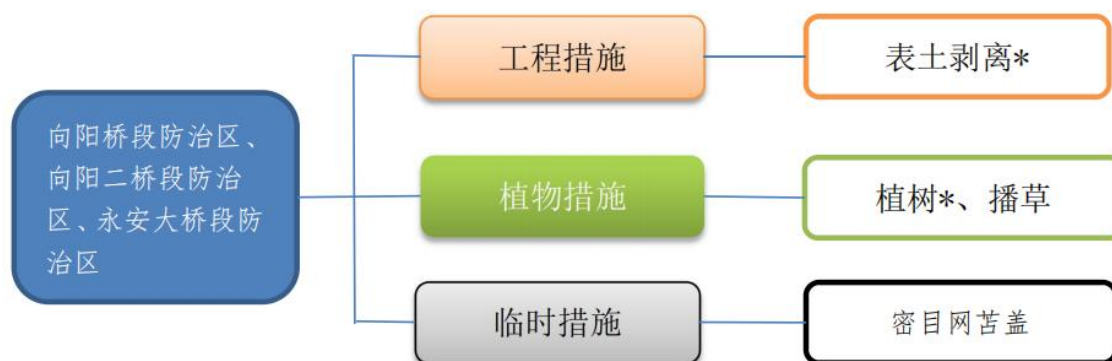 向阳桥段防治区、
向阳二桥段防治
区、永安大桥段防
治区
工程措施
表土剥离*
植物措施
植树*、播草
临时措施
密目网苫盖